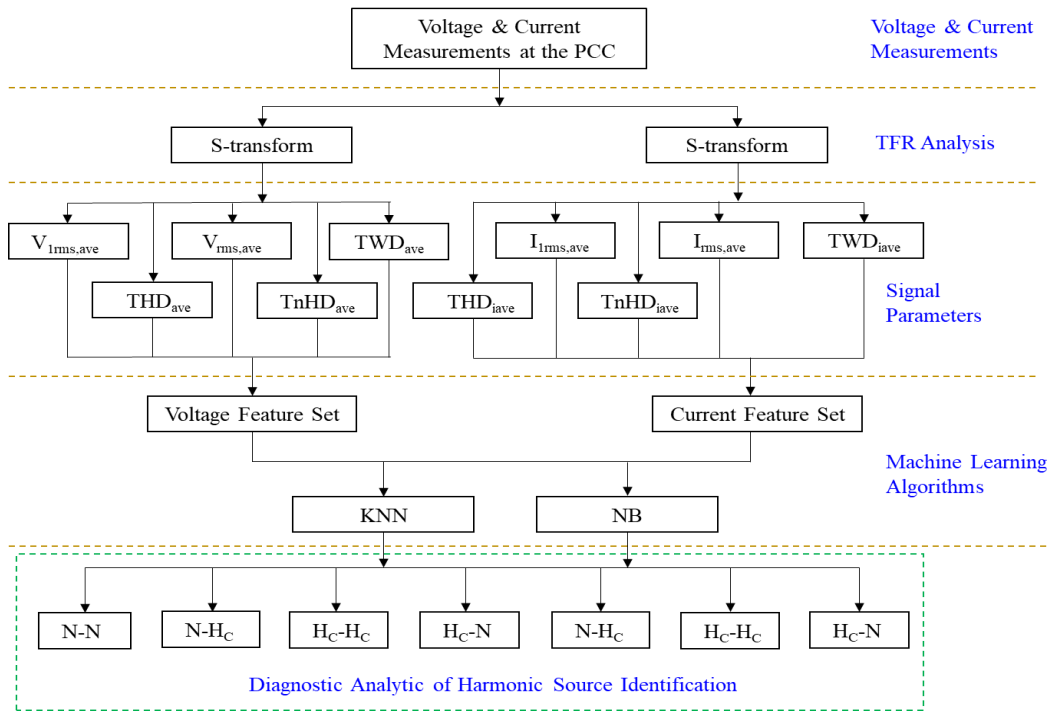 Voltage & Current
Measurements at the PCC
Voltage & Current
Measurements
S-transform
S-transform
TFR Analysis
V1rms,ave
Vrms,ave
TWDave
I1rms,ave
Irms,ave
TWDiave
THDave
TnHDave
THDiave
TnHDiave
Signal
Parameters
Voltage Feature Set
Current Feature Set
Machine Learning
Algorithms
KNN
NB
N-N
N-HC
HC-HC
HC-N
N-HC
HC-HC
HC-N
Diagnostic Analytic of Harmonic Source Identification